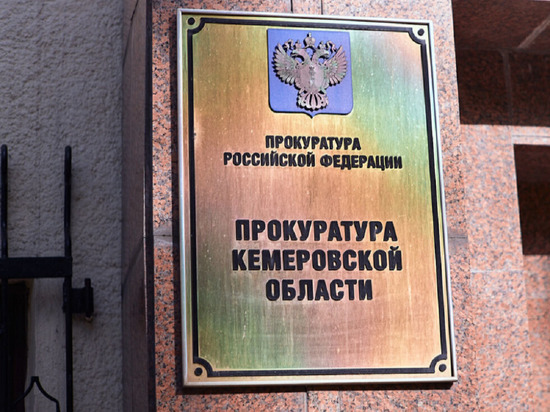 ПРОКУРАТУРА
РОССИЙСКОЙ ФЕДЕРАЦИИ
ПРОКУРАТУРА
КЕМЕРОВСКОЙ
ОБЛАСТИ